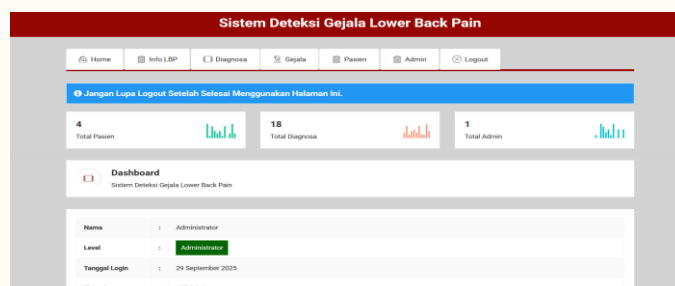 Sistem Deteksi Gejala Lower Back Pain
Home Info LBP Diagnosa Gejala Pasien Admin Logout
Jangan Lupa Logout Setelah Selesai Menggunakan Halaman Ini.
4 18 1
Total Pasien Total Diagnosa Total Admin
Dashboard
Sistem Deteksi Gejala Lower Back Pain
Nama : Administrator
Level : Administrator
Tanggal Login : 29 September 2025